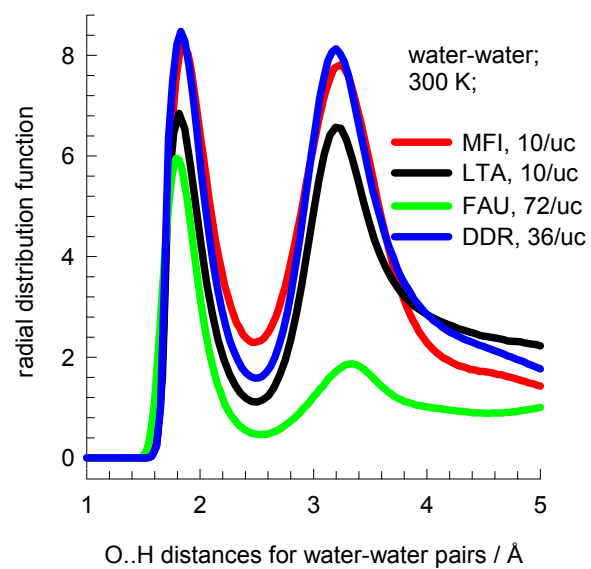 8
6
4
2
0
radial distribution function
water-water;
300 K;
MFI, 10/uc
LTA, 10/uc
FAU, 72/uc
DDR, 36/uc
1
2
3
4
5
O..H distances for water-water pairs / Å